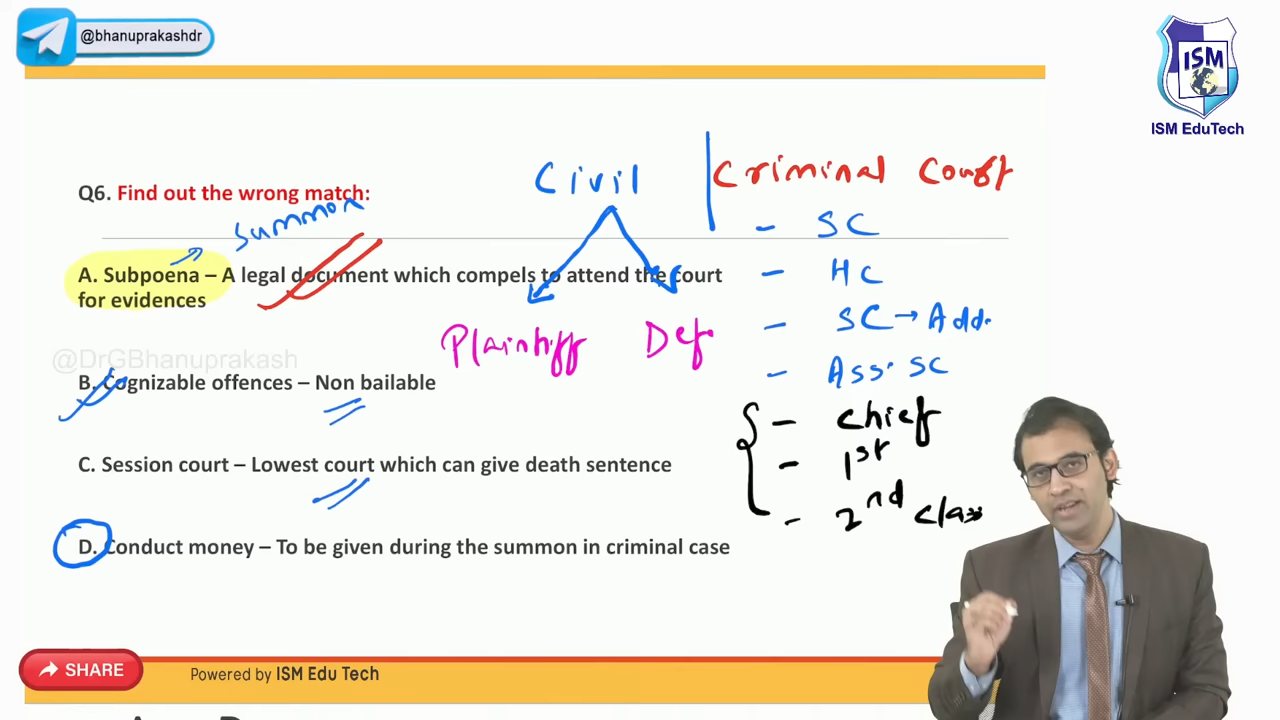 @bhanuprakashdr
ISM
ISM EduTech
Civil
Criminal Court
Q6. Find out the wrong match:
Summon
- SC
A. Subpoena – A legal document which compels to attend the court
for evidences
- HC
- SC → Add.
Plaintiff Def
@DrGBhanuprakash
- Ass. SC
B. Cognizable offences – Non bailable
- chief
C. Session court – Lowest court which can give death sentence
- 1st
- 2nd class
D. Conduct money – To be given during the summon in criminal case
SHARE
Powered by ISM Edu Tech